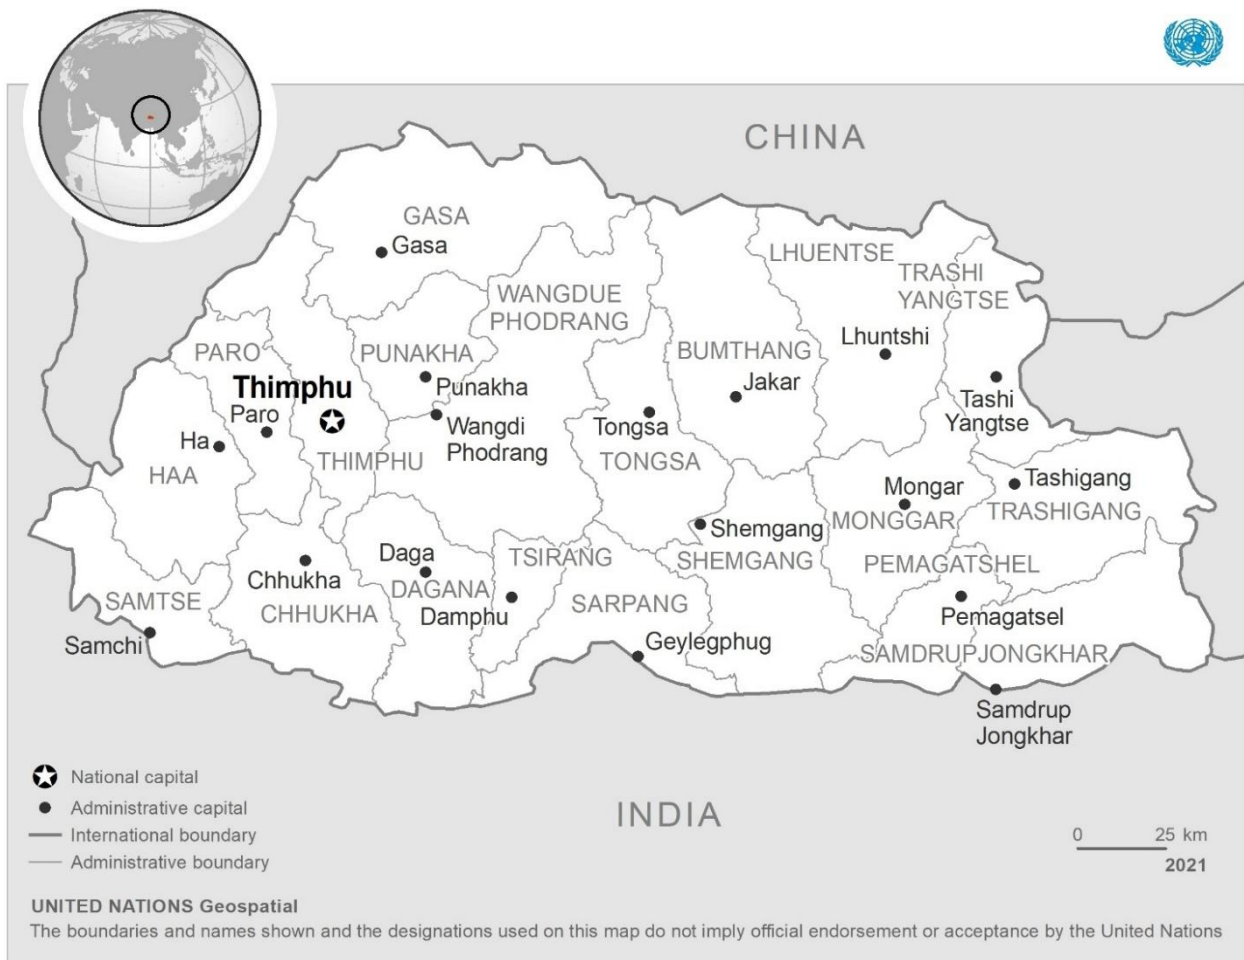 CHINA
GASA
Gasa
LHUENTSE
TRASHI
YANGTSE
WANGDUE
PHODRANG
Lhuntshi
PARO
PUNAKHA
BUMTHANG
Thimphu
Punakha
Jakar
Tashi
Yangtse
Paro
Wangdi
Phodrang
Tongsa
Ha
HAA
THIMPHU
TONGSA
Mongar
Tashigang
MONGGAR
TRASHIGANG
Shemgang
SHEMGANG
Daga
DAGANA
TSIRANG
PEMAGATSHEL
Chhukha
CHHUKHA
SAMTSE
Damphu
SARPANG
Pemagatsel
Samchi
Geylegphug
SAMDRUPJONGKHAR
Samdrup
Jongkhar
INDIA
National capital
Administrative capital
International boundary
Administrative boundary
0 25 km
2021
UNITED NATIONS Geospatial
The boundaries and names shown and the designations used on this map do not imply official endorsement or acceptance by the United Nations